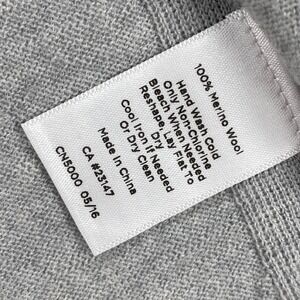 100% Merino Wool
Hand Wash Cold
Only Non-Chlorine
Bleach When Needed
Reshape, Lay Flat To
Dry
Cool Iron If Needed
Or Dry Clean
Made In China
CA #23147
CN5000 05/16